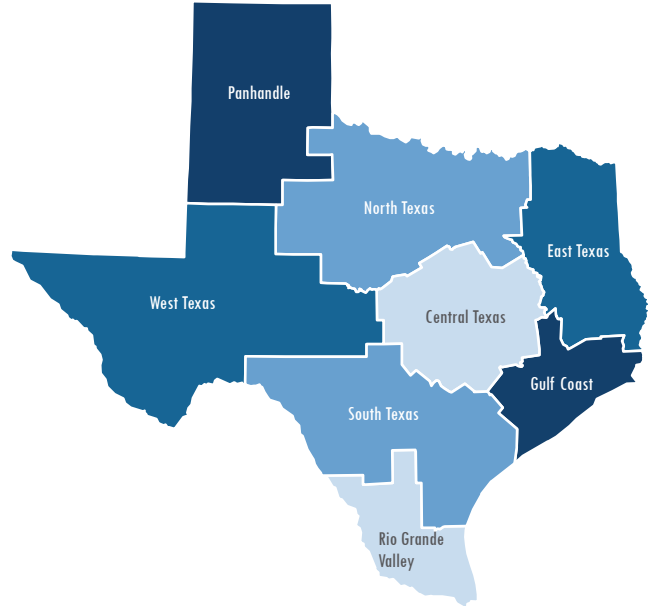 Panhandle
North Texas
East Texas
West Texas
Central Texas
Gulf Coast
South Texas
Rio Grande
Valley